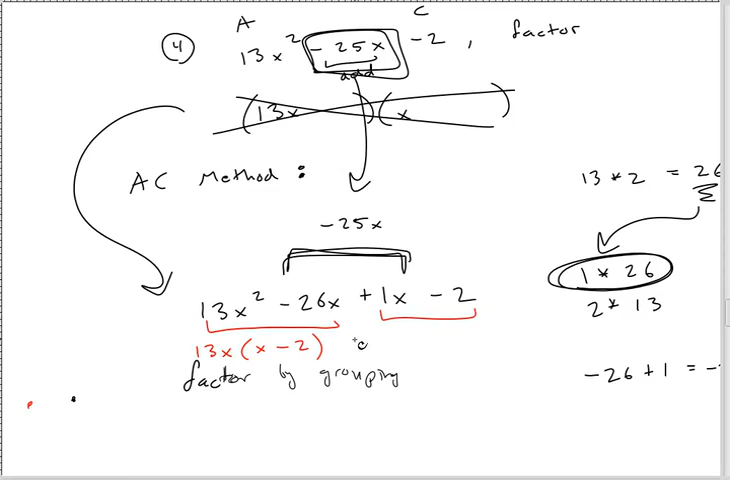 A C
④ 13x² - 25x - 2 , factor
add
(13x )(x )
AC Method :
13 * 2 = 26
-25x
1 * 26
13x² - 26x + 1x - 2
2 * 13
13x(x - 2)
factor by grouping
-26 + 1 = -